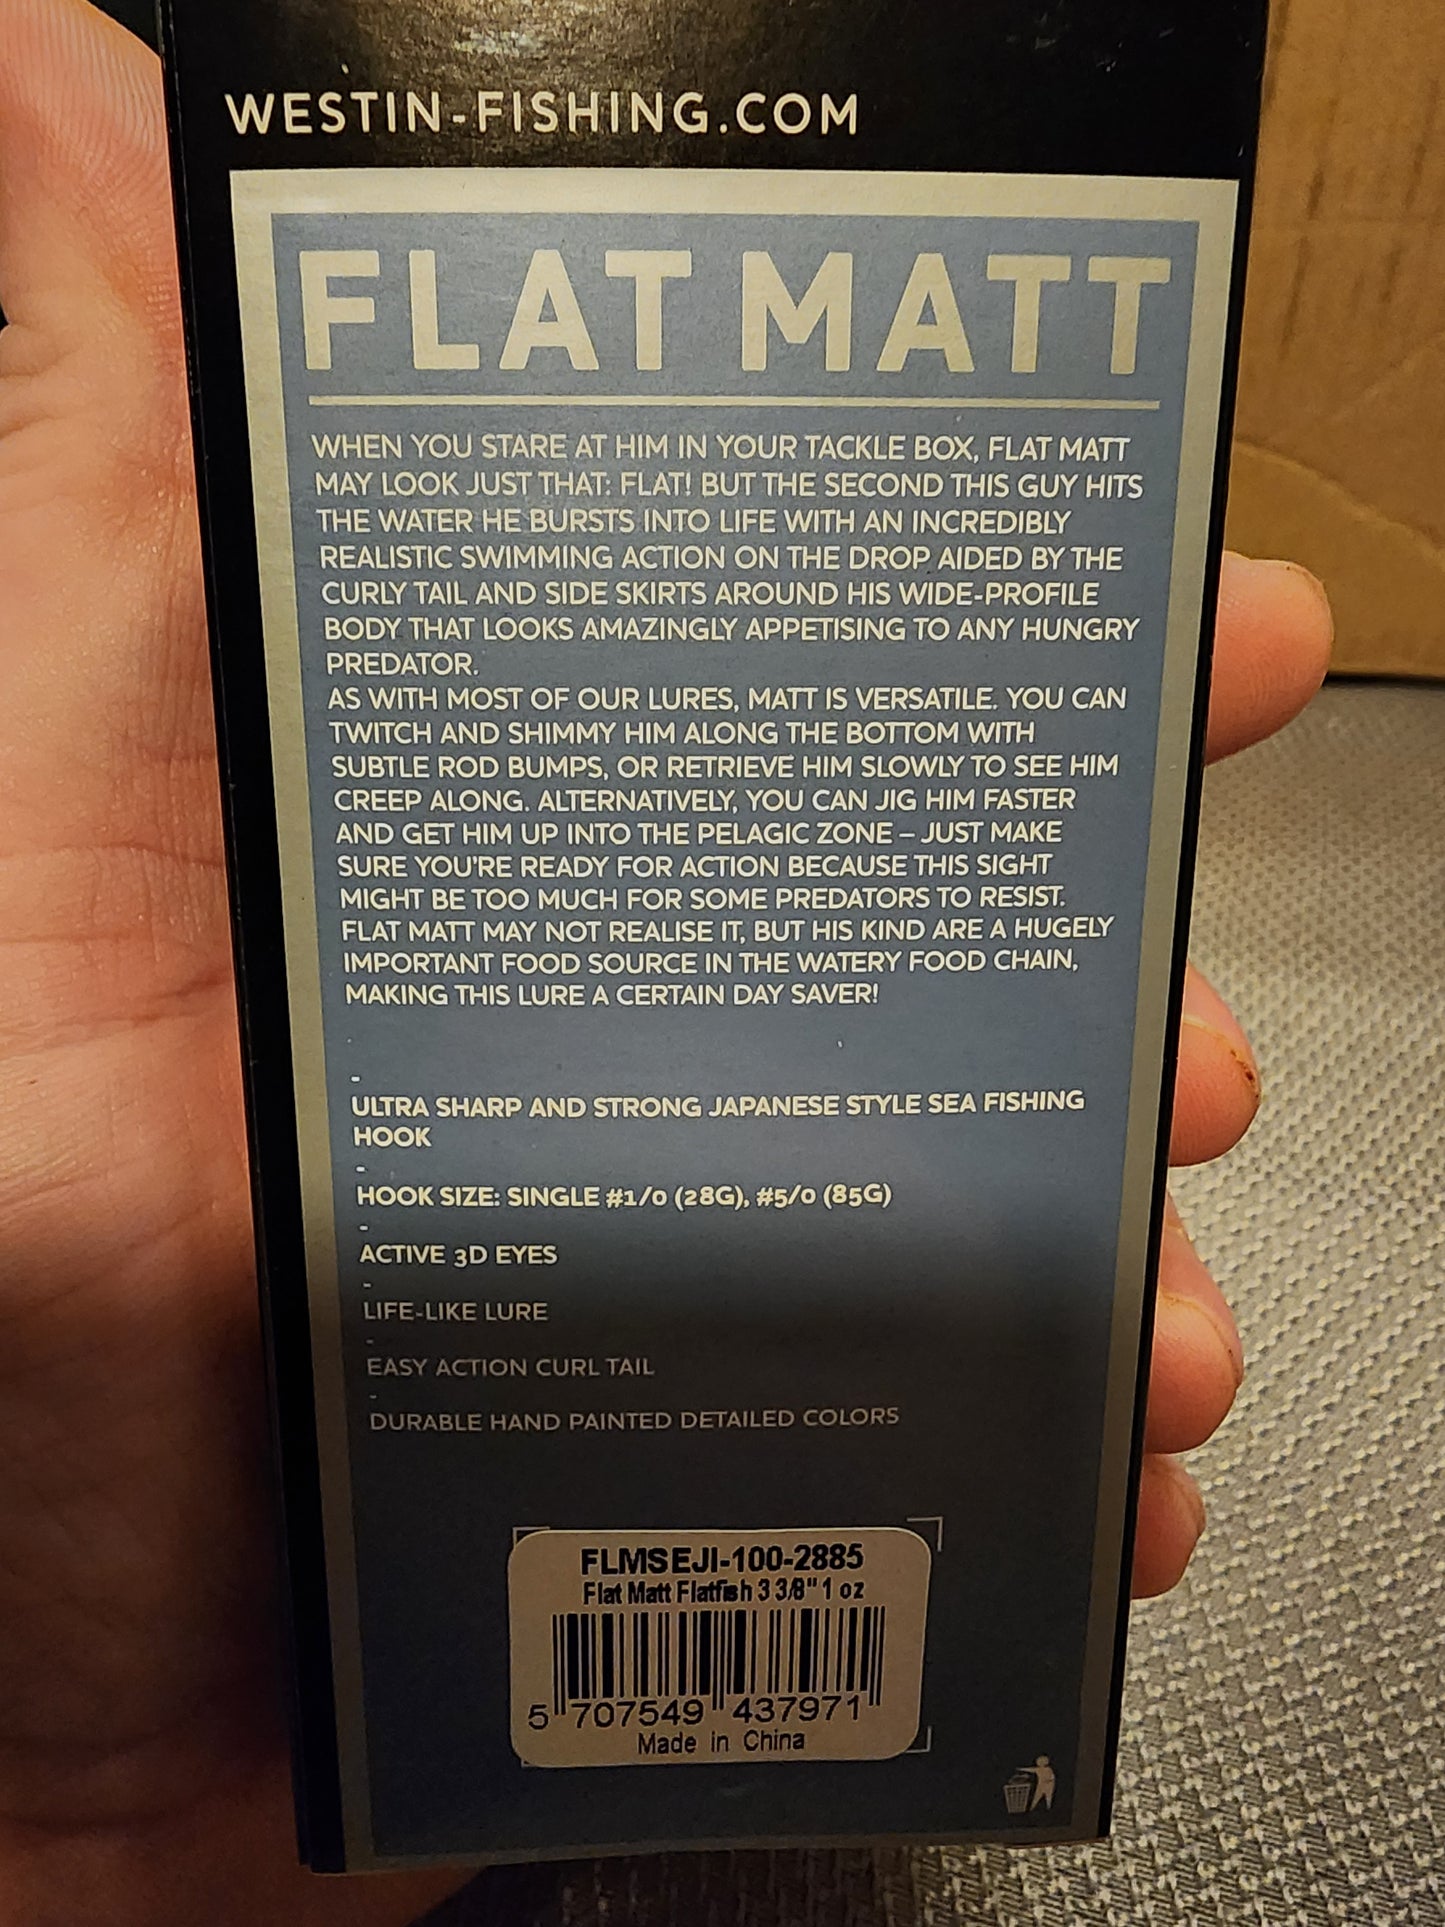 WESTIN-FISHING.COM
FLAT MATT
WHEN YOU STARE AT HIM IN YOUR TACKLE BOX, FLAT MATT
MAY LOOK JUST THAT: FLAT! BUT THE SECOND THIS GUY HITS
THE WATER HE BURSTS INTO LIFE WITH AN INCREDIBLY
REALISTIC SWIMMING ACTION ON THE DROP AIDED BY THE
CURLY TAIL AND SIDE SKIRTS AROUND HIS WIDE-PROFILE
BODY THAT LOOKS AMAZINGLY APPETISING TO ANY HUNGRY
PREDATOR.
AS WITH MOST OF OUR LURES, MATT IS VERSATILE. YOU CAN
TWITCH AND SHIMMY HIM ALONG THE BOTTOM WITH
SUBTLE ROD BUMPS, OR RETRIEVE HIM SLOWLY TO SEE HIM
CREEP ALONG. ALTERNATIVELY, YOU CAN JIG HIM FASTER
AND GET HIM UP INTO THE PELAGIC ZONE – JUST MAKE
SURE YOU'RE READY FOR ACTION BECAUSE THIS SIGHT
MIGHT BE TOO MUCH FOR SOME PREDATORS TO RESIST.
FLAT MATT MAY NOT REALISE IT, BUT HIS KIND ARE A HUGELY
IMPORTANT FOOD SOURCE IN THE WATERY FOOD CHAIN,
MAKING THIS LURE A CERTAIN DAY SAVER!
-
ULTRA SHARP AND STRONG JAPANESE STYLE SEA FISHING
HOOK
-
HOOK SIZE: SINGLE #1/0 (28G), #5/0 (85G)
-
ACTIVE 3D EYES
-
LIFE-LIKE LURE
-
EASY ACTION CURL TAIL
-
DURABLE HAND PAINTED DETAILED COLORS
FLMSEJI-100-2885
Flat Matt Flatfish 3 3/8" 1 oz
5 707549 437971
Made in China